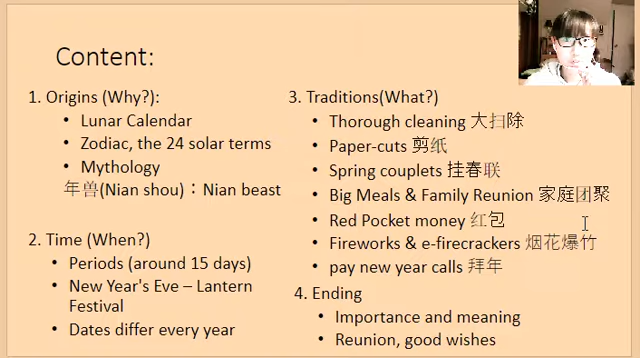 Content:
1. Origins (Why?):
• Lunar Calendar
• Zodiac, the 24 solar terms
• Mythology
年兽(Nian shou)：Nian beast
2. Time (When?)
• Periods (around 15 days)
• New Year's Eve – Lantern
Festival
• Dates differ every year
3. Traditions(What?)
• Thorough cleaning 大扫除
• Paper-cuts 剪纸
• Spring couplets 挂春联
• Big Meals & Family Reunion 家庭团聚
• Red Pocket money 红包
• Fireworks & e-firecrackers 烟花爆竹
• pay new year calls 拜年
4. Ending
• Importance and meaning
• Reunion, good wishes